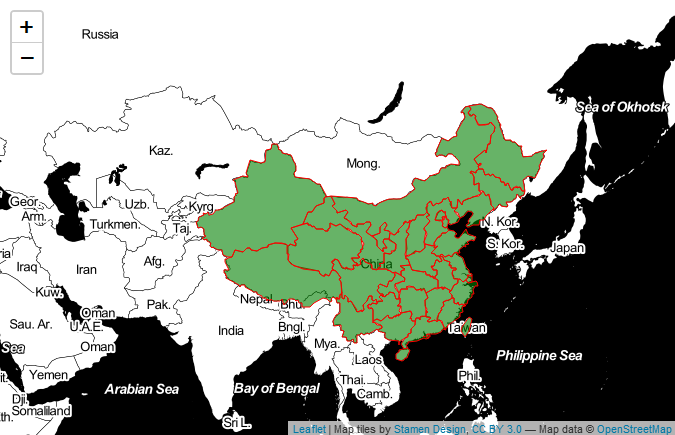 +
−
Russia
Sea of Okhotsk
Kaz.
Mong.
Geor.
Arm.
Uzb.
Kyrg.
Turkmen.
Taj.
N. Kor.
S. Kor.
Japan
Iraq
Iran
Afg.
China
Kuw.
Pak.
Nepal
Bhu.
Oman
U.A.E.
Sau. Ar.
India
Bngl.
Taiwan
Oman
Mya.
Sea
Laos
Philippine Sea
Yemen
Arabian Sea
Bay of Bengal
Thai.
Phil.
Camb.
Dji.
Somaliland
Sri L.
Leaflet | Map tiles by Stamen Design, CC BY 3.0 — Map data © OpenStreetMap